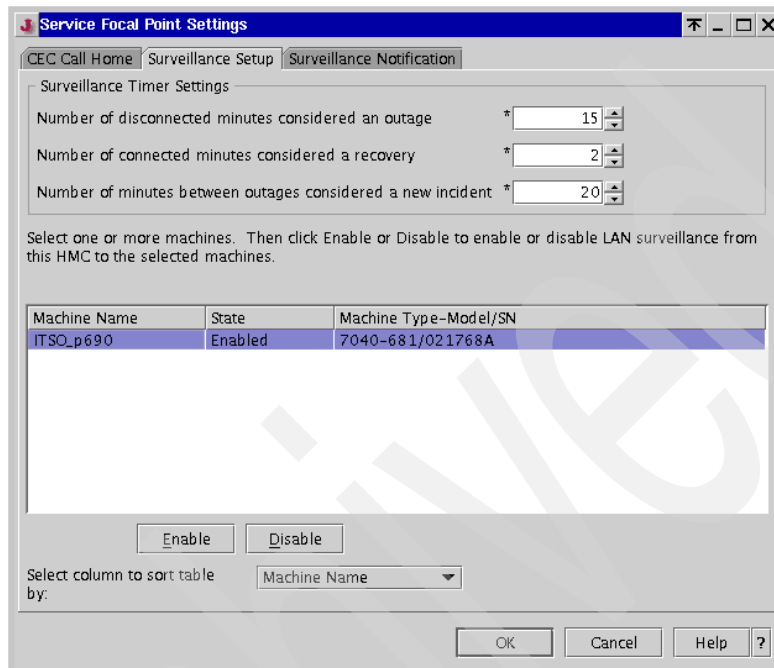 Service Focal Point Settings
CEC Call Home Surveillance Setup Surveillance Notification
Surveillance Timer Settings
Number of disconnected minutes considered an outage * 15
Number of connected minutes considered a recovery * 2
Number of minutes between outages considered a new incident * 20
Select one or more machines. Then click Enable or Disable to enable or disable LAN surveillance from
this HMC to the selected machines.
Machine Name State Machine Type-Model/SN
ITSO_p690 Enabled 7040-681/021768A
Enable Disable
Select column to sort table
by: Machine Name
OK Cancel Help ?